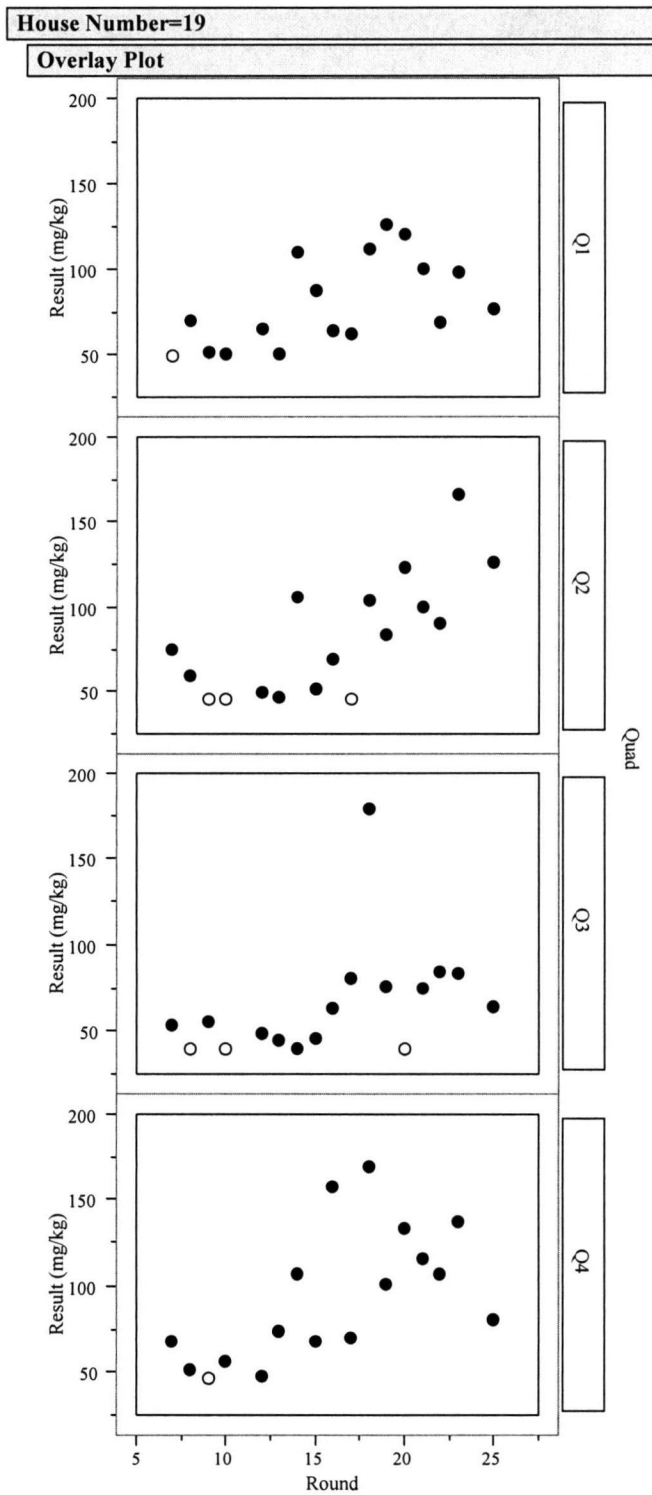 House Number=19
Overlay Plot
200
150
100
50
Result (mg/kg)
Q1
200
150
100
50
Result (mg/kg)
Q2
200
150
100
50
Result (mg/kg)
Q3
200
150
100
50
Result (mg/kg)
Q4
Quad
5 10 15 20 25
Round